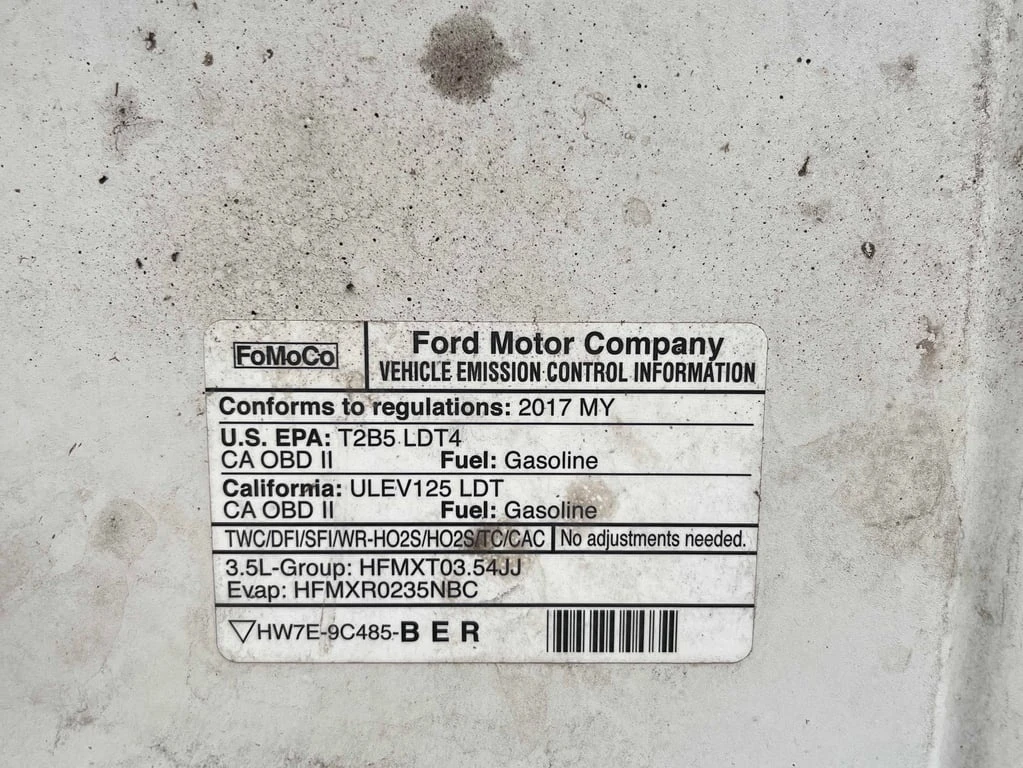 FoMoCo
Ford Motor Company
VEHICLE EMISSION CONTROL INFORMATION
Conforms to regulations: 2017 MY
U.S. EPA: T2B5 LDT4
CA OBD II Fuel: Gasoline
California: ULEV125 LDT
CA OBD II Fuel: Gasoline
TWC/DFI/SFI/WR-HO2S/HO2S/TC/CAC No adjustments needed.
3.5L-Group: HFMXT03.54JJ
Evap: HFMXR0235NBC
HW7E-9C485-B E R